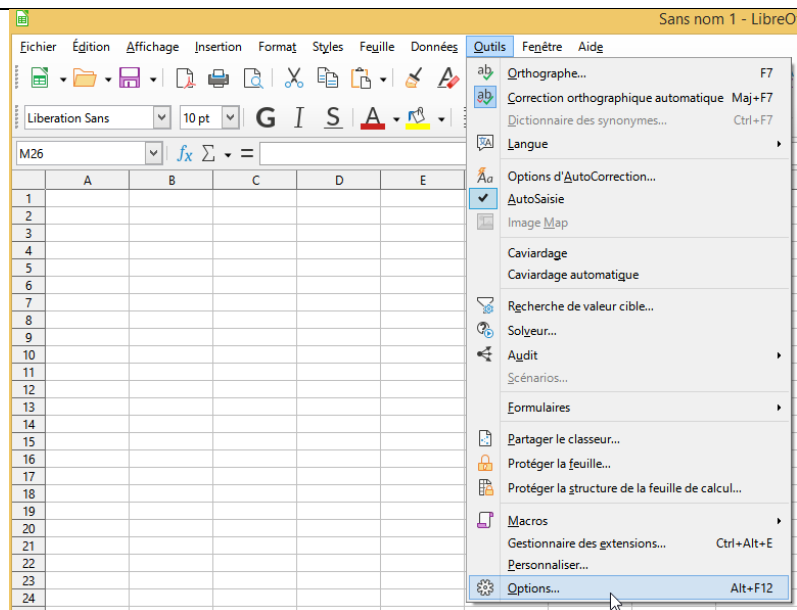 Sans nom 1 - LibreO
Fichier Édition Affichage Insertion Format Styles Feuille Données Outils Fenêtre Aide
Liberation Sans 10 pt G I S A
M26 fx Σ =
A B C D E
1
2
3
4
5
6
7
8
9
10
11
12
13
14
15
16
17
18
19
20
21
22
23
24
Orthographe... F7
Correction orthographique automatique Maj+F7
Dictionnaire des synonymes... Ctrl+F7
Langue
Options d'AutoCorrection...
AutoSaisie
Image Map
Caviardage
Caviardage automatique
Recherche de valeur cible...
Solveur...
Audit
Scénarios...
Formulaires
Partager le classeur...
Protéger la feuille...
Protéger la structure de la feuille de calcul...
Macros
Gestionnaire des extensions... Ctrl+Alt+E
Personnaliser...
Options... Alt+F12